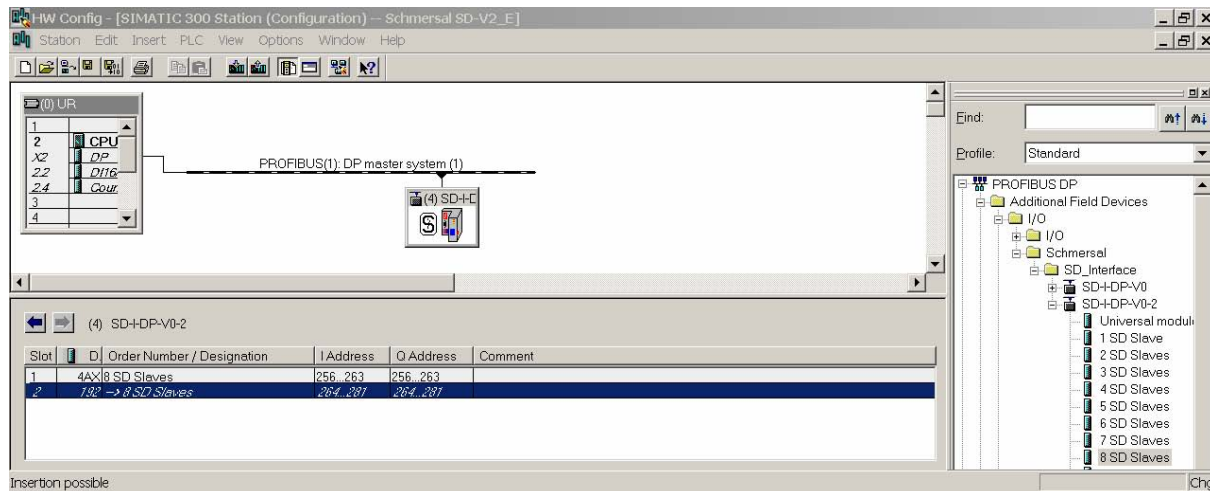 HW Config - [SIMATIC 300 Station (Configuration) -- Schmersal SD-V2_E]
Station Edit Insert PLC View Options Window Help
(0) UR
1
2 CPU
X2 DP
2.2 DI16
2.4 Cour
3
4
PROFIBUS(1): DP master system (1)
(4) SD-I-D
Find:
Profile: Standard
PROFIBUS DP
Additional Field Devices
I/O
I/O
Schmersal
SD_Interface
SD-I-DP-V0
SD-I-DP-V0-2
Universal module
1 SD Slave
2 SD Slaves
3 SD Slaves
4 SD Slaves
5 SD Slaves
6 SD Slaves
7 SD Slaves
8 SD Slaves
(4) SD-I-DP-V0-2
Slot D. Order Number / Designation I Address Q Address Comment
1 4AX 8 SD Slaves 256...263 256...263
2 192 --> 8 SD Slaves 264...281 264...281
Insertion possible
Chg